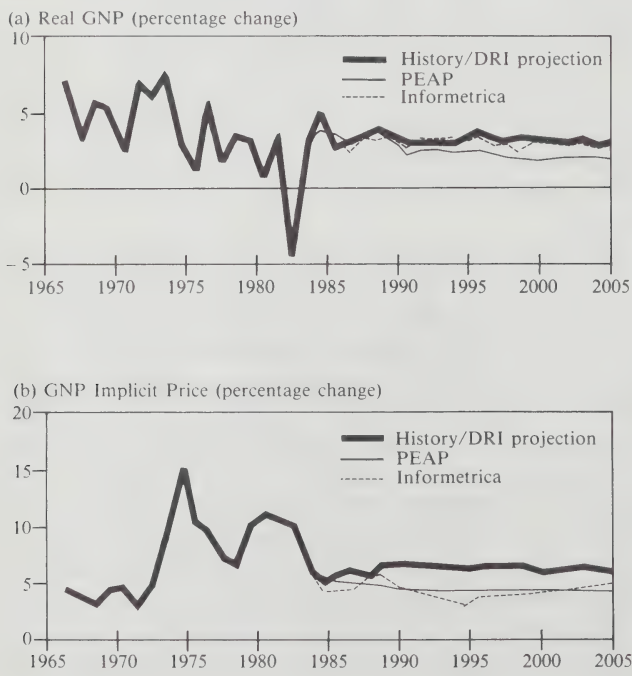 (a) Real GNP (percentage change)
10
History/DRI projection
PEAP
Informetrica
5
0
– 5
1965 1970 1975 1980 1985 1990 1995 2000 2005
(b) GNP Implicit Price (percentage change)
20
History/DRI projection
PEAP
Informetrica
15
10
5
0
1965 1970 1975 1980 1985 1990 1995 2000 2005